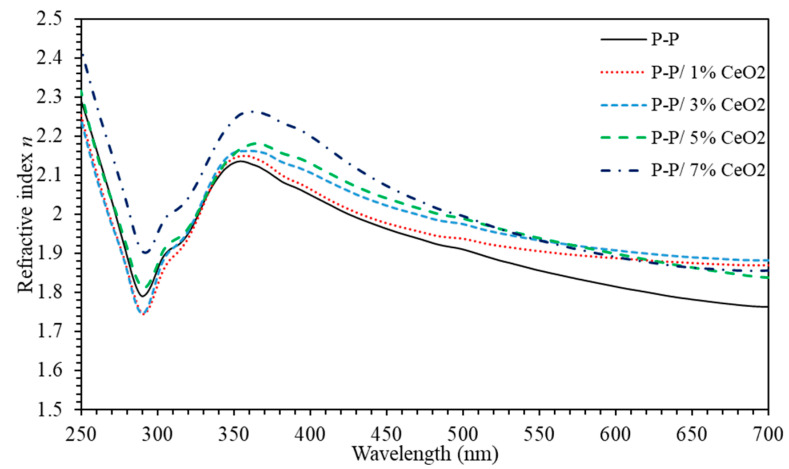 Refractive index n
2.5
2.4
2.3
2.2
2.1
2
1.9
1.8
1.7
1.6
1.5
P-P
P-P/ 1% CeO2
P-P/ 3% CeO2
P-P/ 5% CeO2
P-P/ 7% CeO2
250 300 350 400 450 500 550 600 650 700
Wavelength (nm)